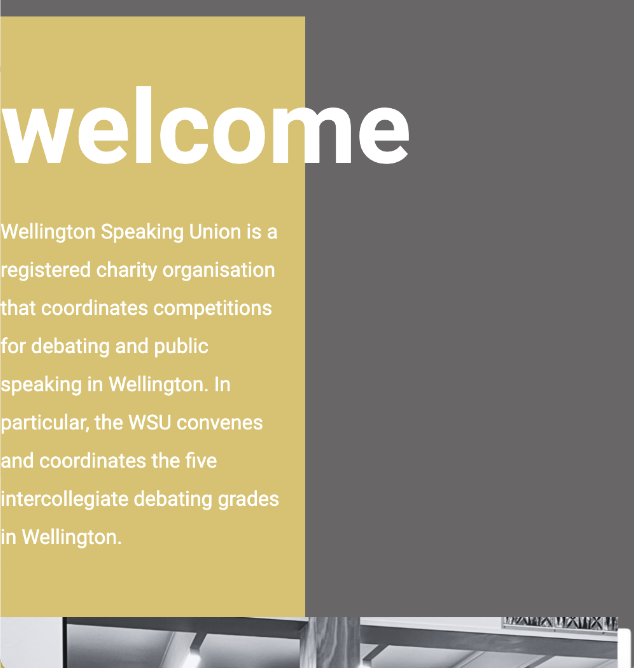 welcome
Wellington Speaking Union is a
registered charity organisation
that coordinates competitions
for debating and public
speaking in Wellington. In
particular, the WSU convenes
and coordinates the five
intercollegiate debating grades
in Wellington.